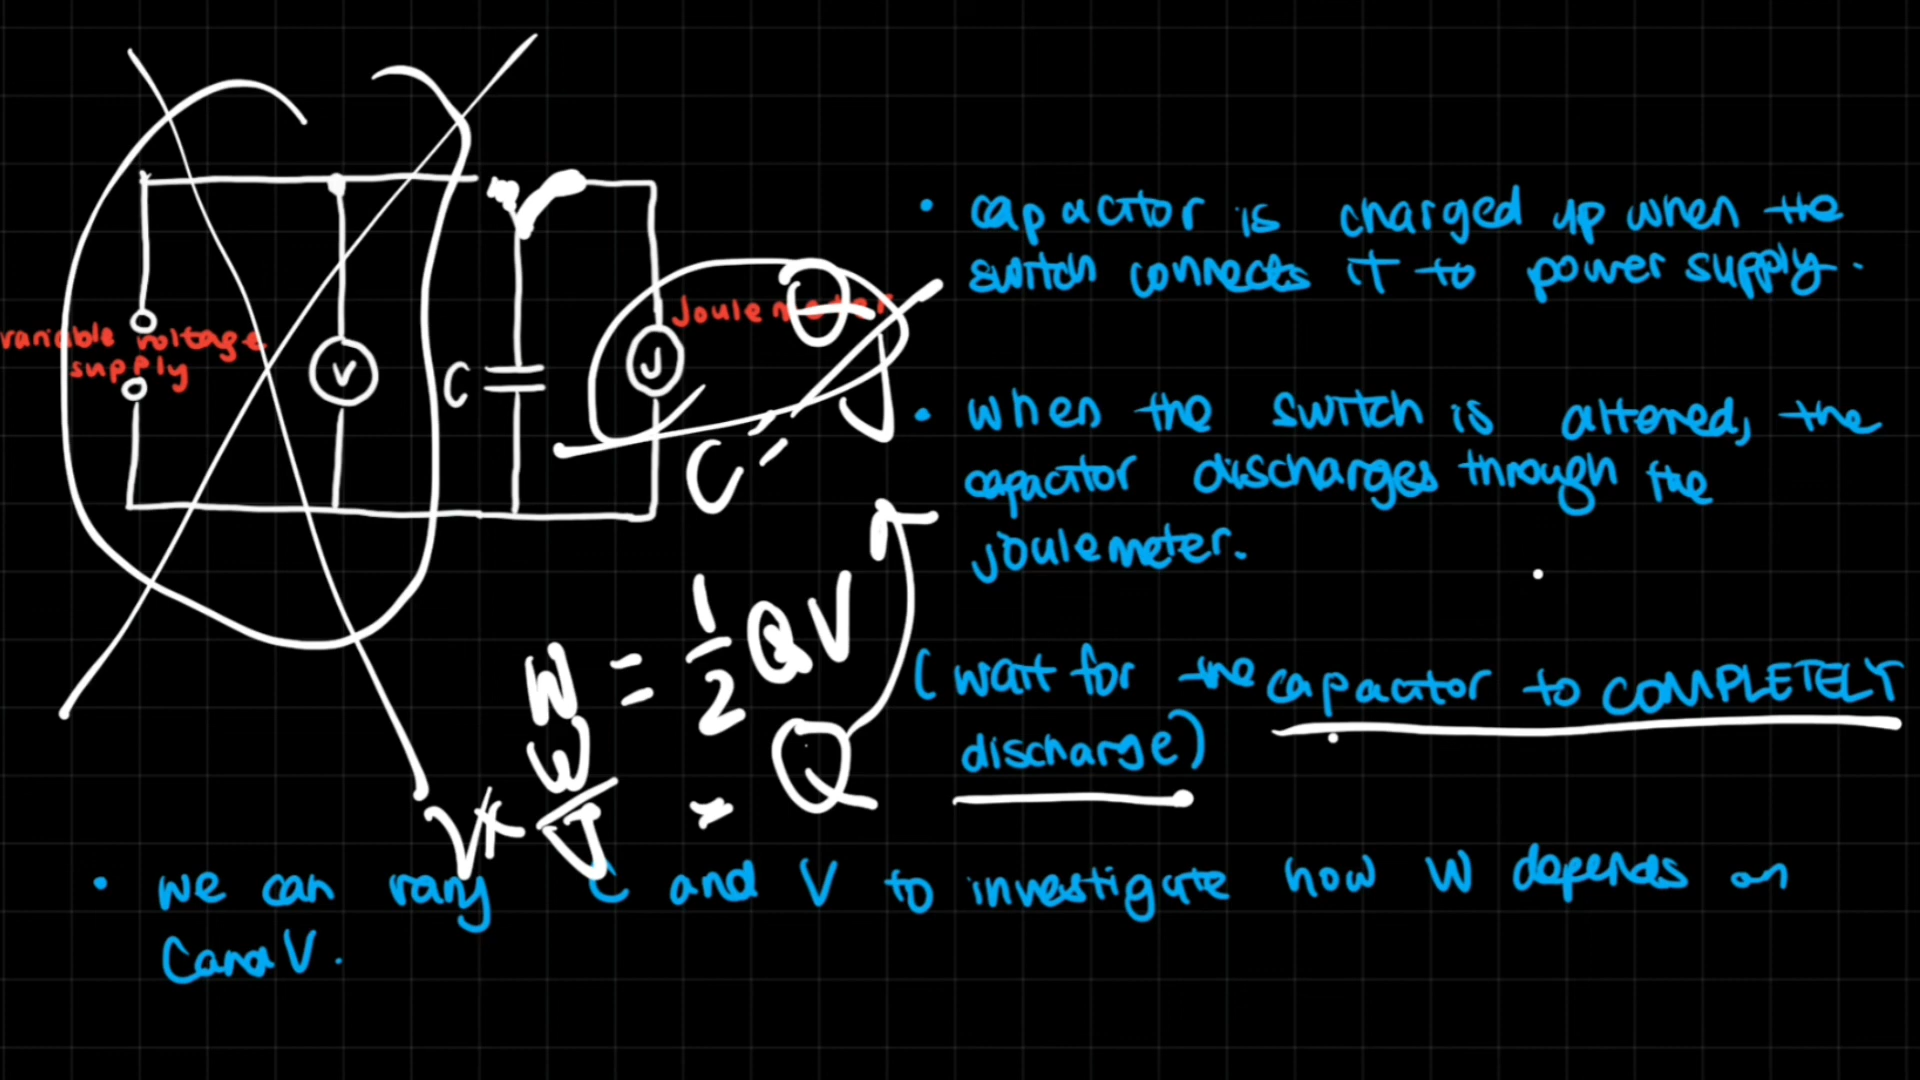 variable voltage
supply
V
C
J
Joulemeter
Q
C = Q/V
• capacitor is charged up when the
switch connects it to power supply.
• when the switch is altered, the
capacitor discharges through the
joulemeter.
(wait for the capacitor to COMPLETELY
discharge)
W = 1/2 QV
W
Q
• we can vary C and V to investigate how W depends on
C and V.